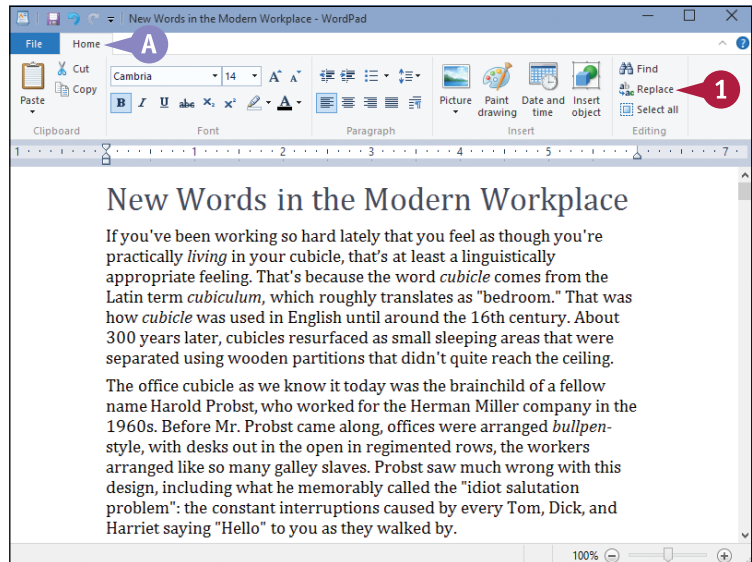 New Words in the Modern Workplace - WordPad
File
Home
A
Cut
Copy
Paste
Clipboard
Cambria
14
A A
B I U abc X₂ X² A
Font
Paragraph
Picture
Paint drawing
Date and time
Insert object
Insert
Find
Replace
1
Select all
Editing
1 1 2 3 4 5 7
New Words in the Modern Workplace
If you've been working so hard lately that you feel as though you're
practically living in your cubicle, that's at least a linguistically
appropriate feeling. That's because the word cubicle comes from the
Latin term cubiculum, which roughly translates as "bedroom." That was
how cubicle was used in English until around the 16th century. About
300 years later, cubicles resurfaced as small sleeping areas that were
separated using wooden partitions that didn't quite reach the ceiling.
The office cubicle as we know it today was the brainchild of a fellow
name Harold Probst, who worked for the Herman Miller company in the
1960s. Before Mr. Probst came along, offices were arranged bullpen-
style, with desks out in the open in regimented rows, the workers
arranged like so many galley slaves. Probst saw much wrong with this
design, including what he memorably called the "idiot salutation
problem": the constant interruptions caused by every Tom, Dick, and
Harriet saying "Hello" to you as they walked by.
100%